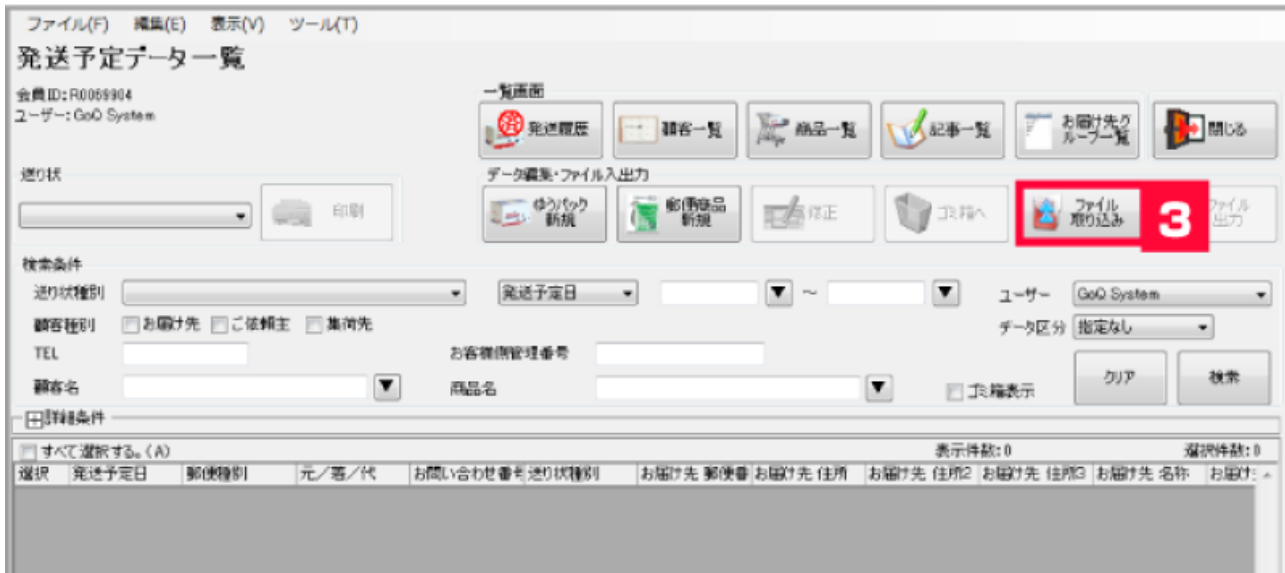 ファイル(F) 編集(E) 表示(V) ツール(T)
発送予定データ一覧
会員ID:R0069904
ユーザー:GoQ System
一覧画面
発送履歴 顧客一覧 商品一覧 記事一覧 お届け先グループ一覧 閉じる
送り状
印刷
データ編集・ファイル入出力
ゆうパック新規 郵便商品新規 修正 ゴミ箱へ ファイル取り込み 3 ファイル出力
検索条件
送り状種別 発送予定日 ～ ユーザー GoQ System
顧客種別 お届け先 ご依頼主 集荷先 データ区分 指定なし
TEL お客様側管理番号
顧客名 商品名 ゴミ箱表示 クリア 検索
詳細条件
すべて選択する。(A) 表示件数:0 選択件数:0
選択 発送予定日 郵便種別 元/着/代 お問い合わせ番号 送り状種別 お届け先 郵便番 お届け先 住所 お届け先 住所2 お届け先 住所3 お届け先 名称 お届け